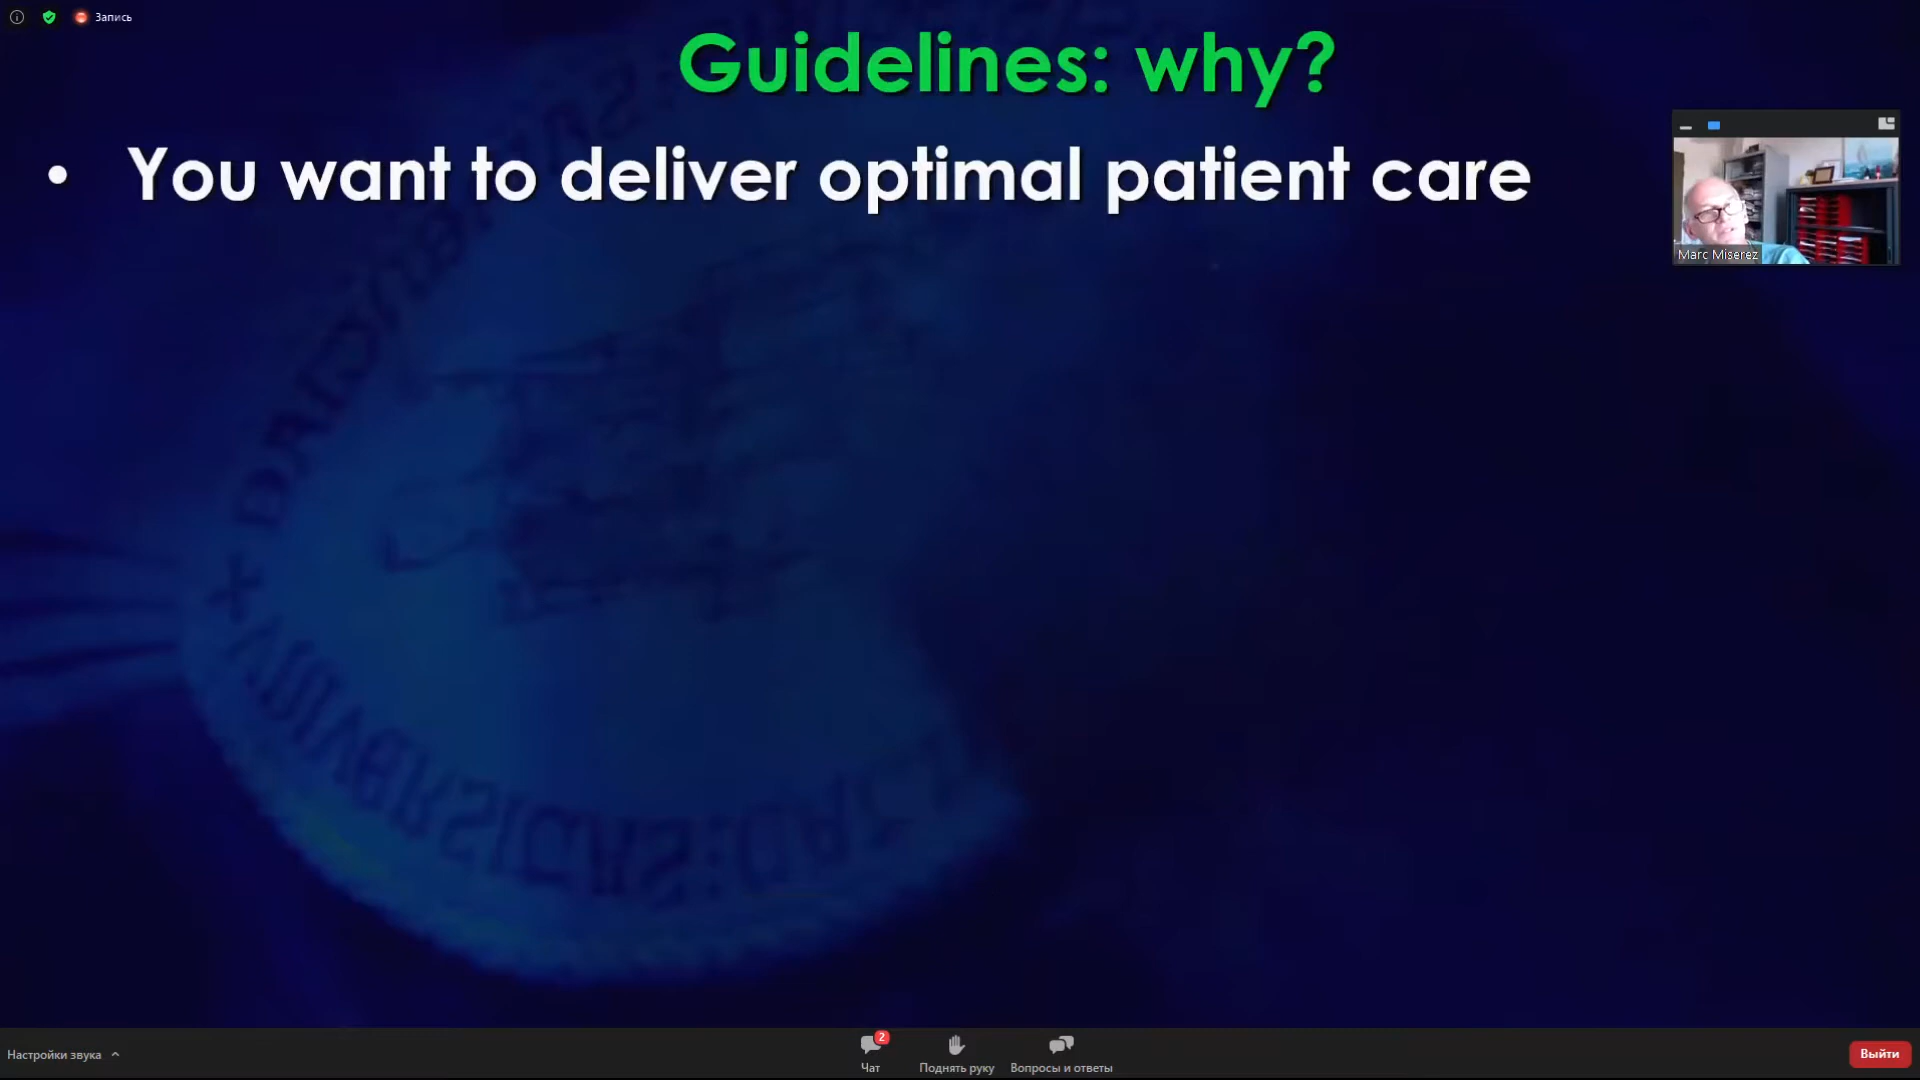 Запись
Guidelines: why?
• You want to deliver optimal patient care
Marc Miserez
Настройки звука
2
Чат
Поднять руку
Вопросы и ответы
Выйти